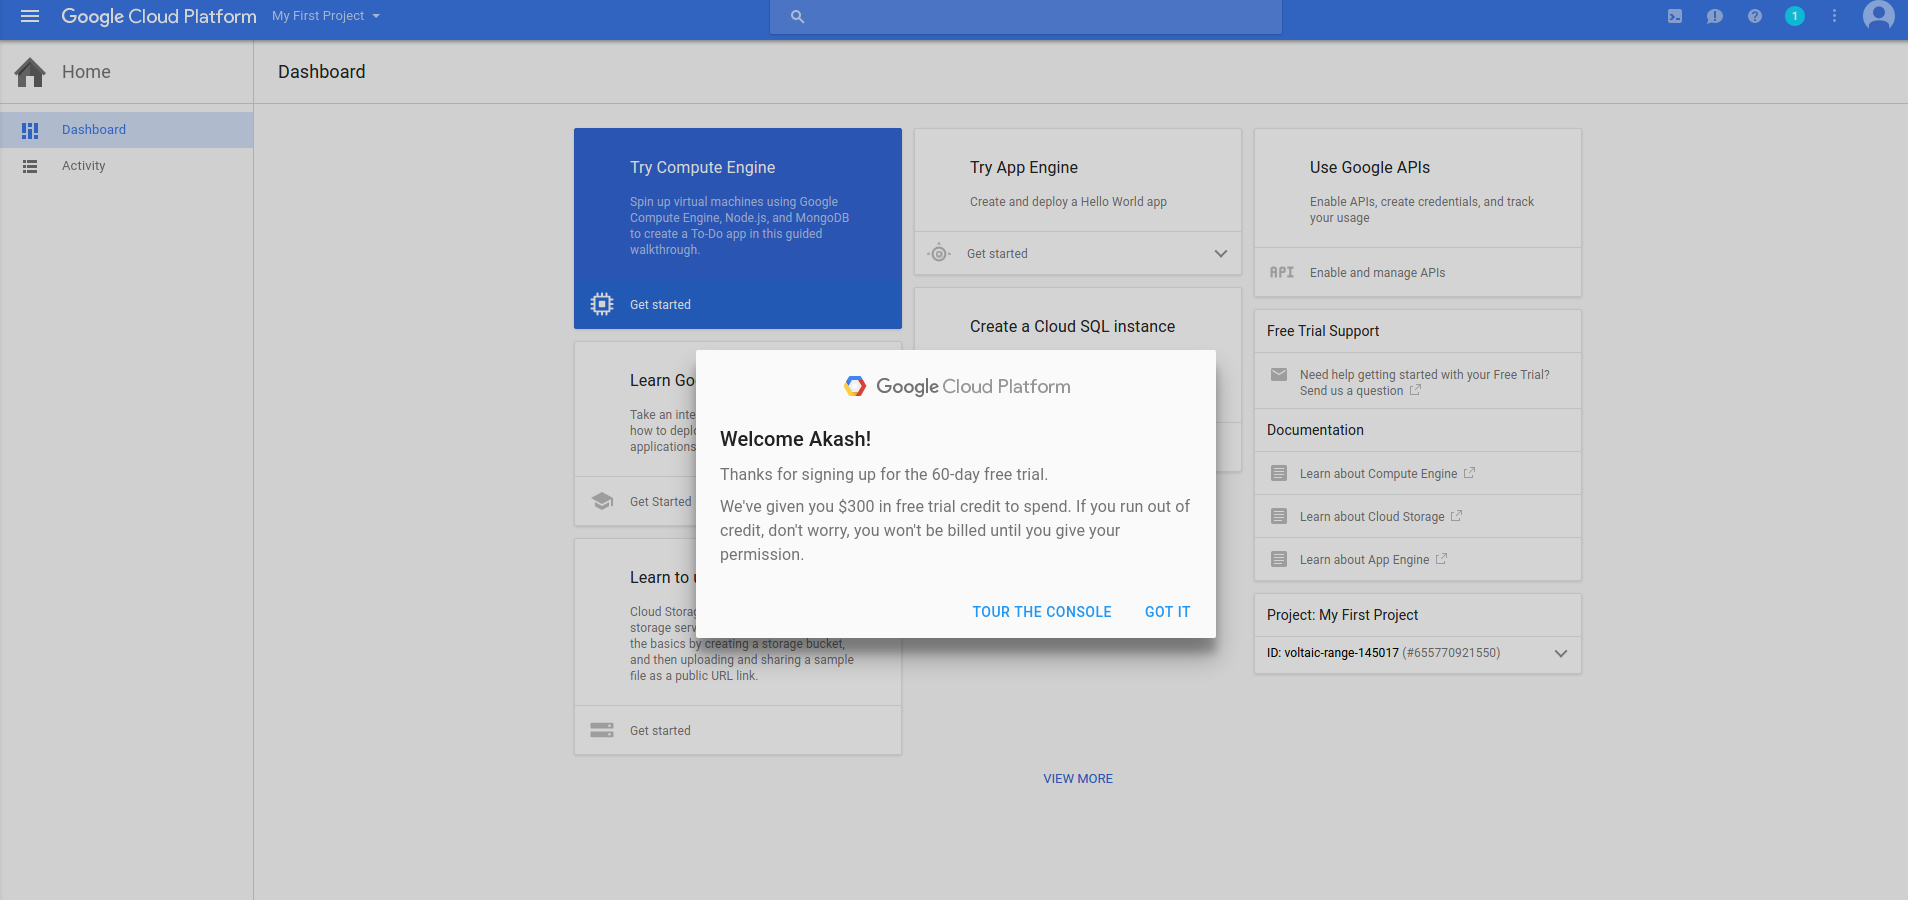 Google Cloud Platform My First Project
1
Home
Dashboard
Dashboard
Activity
Try Compute Engine
Spin up virtual machines using Google
Compute Engine, Node.js, and MongoDB
to create a To-Do app in this guided
walkthrough.
Get started
Try App Engine
Create and deploy a Hello World app
Get started
Use Google APIs
Enable APIs, create credentials, and track
your usage
API Enable and manage APIs
Create a Cloud SQL instance
Free Trial Support
Need help getting started with your Free Trial?
Send us a question
Documentation
Learn about Compute Engine
Learn about Cloud Storage
Learn about App Engine
Project: My First Project
ID: voltaic-range-145017 (#655770921550)
Learn Go
Take an inte
how to deplo
applications
Get Started
Learn to u
Cloud Storag
storage serv
the basics by creating a storage bucket,
and then uploading and sharing a sample
file as a public URL link.
Get started
Google Cloud Platform
Welcome Akash!
Thanks for signing up for the 60-day free trial.
We've given you $300 in free trial credit to spend. If you run out of
credit, don't worry, you won't be billed until you give your
permission.
TOUR THE CONSOLE GOT IT
VIEW MORE